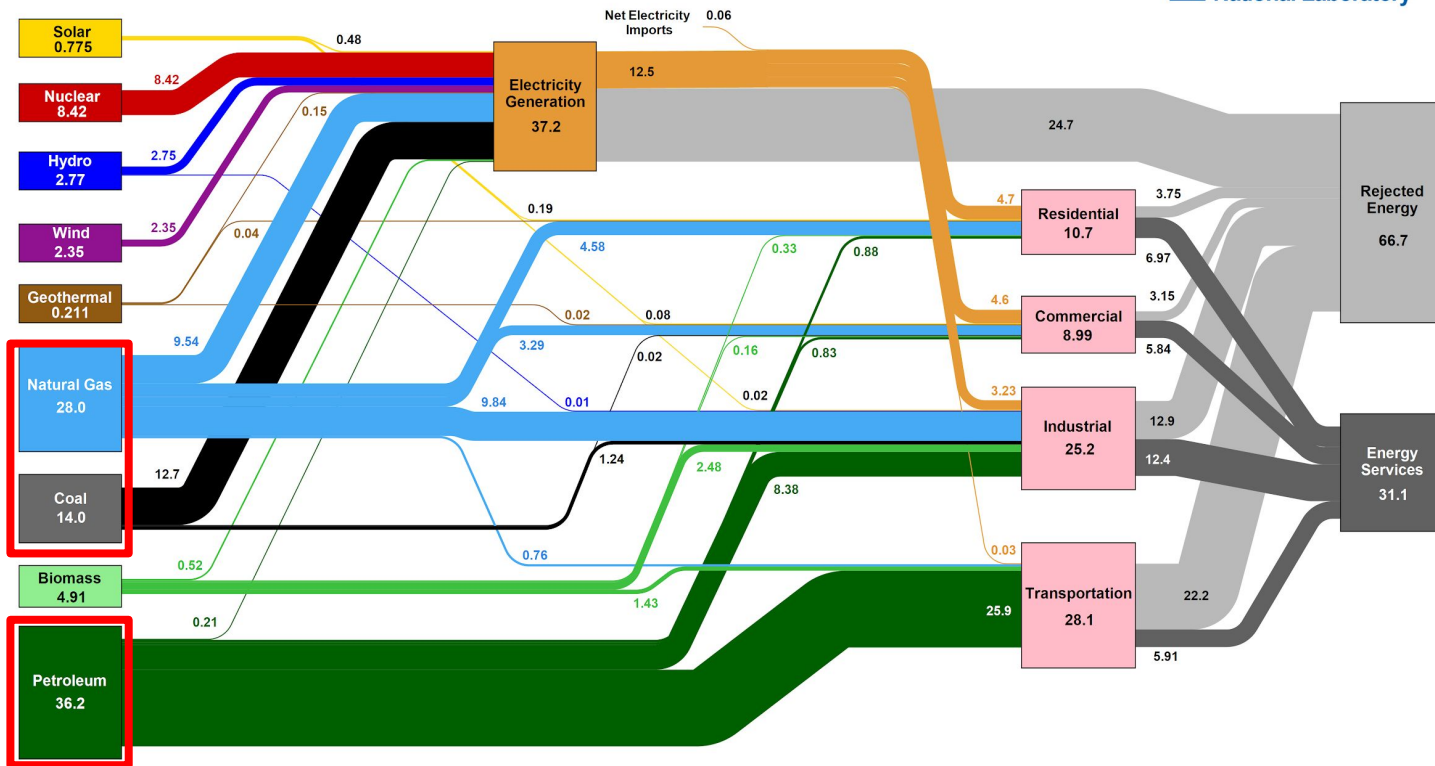 National Laboratory
Net Electricity
Imports
0.06
Solar
0.775
0.48
Nuclear
8.42
8.42
Hydro
2.77
2.75
Wind
2.35
2.35
Geothermal
0.211
0.15
0.04
Natural Gas
28.0
9.54
Coal
14.0
12.7
Biomass
4.91
0.52
Petroleum
36.2
0.21
Electricity
Generation
37.2
12.5
24.7
0.19
4.58
0.33
0.88
0.02
0.08
3.29
0.02
0.16
0.83
9.84
0.01
0.02
1.24
2.48
8.38
0.76
1.43
25.9
4.7
Residential
10.7
3.75
6.97
4.6
Commercial
8.99
3.15
5.84
3.23
Industrial
25.2
12.9
12.4
0.03
Transportation
28.1
22.2
5.91
Rejected
Energy
66.7
Energy
Services
31.1